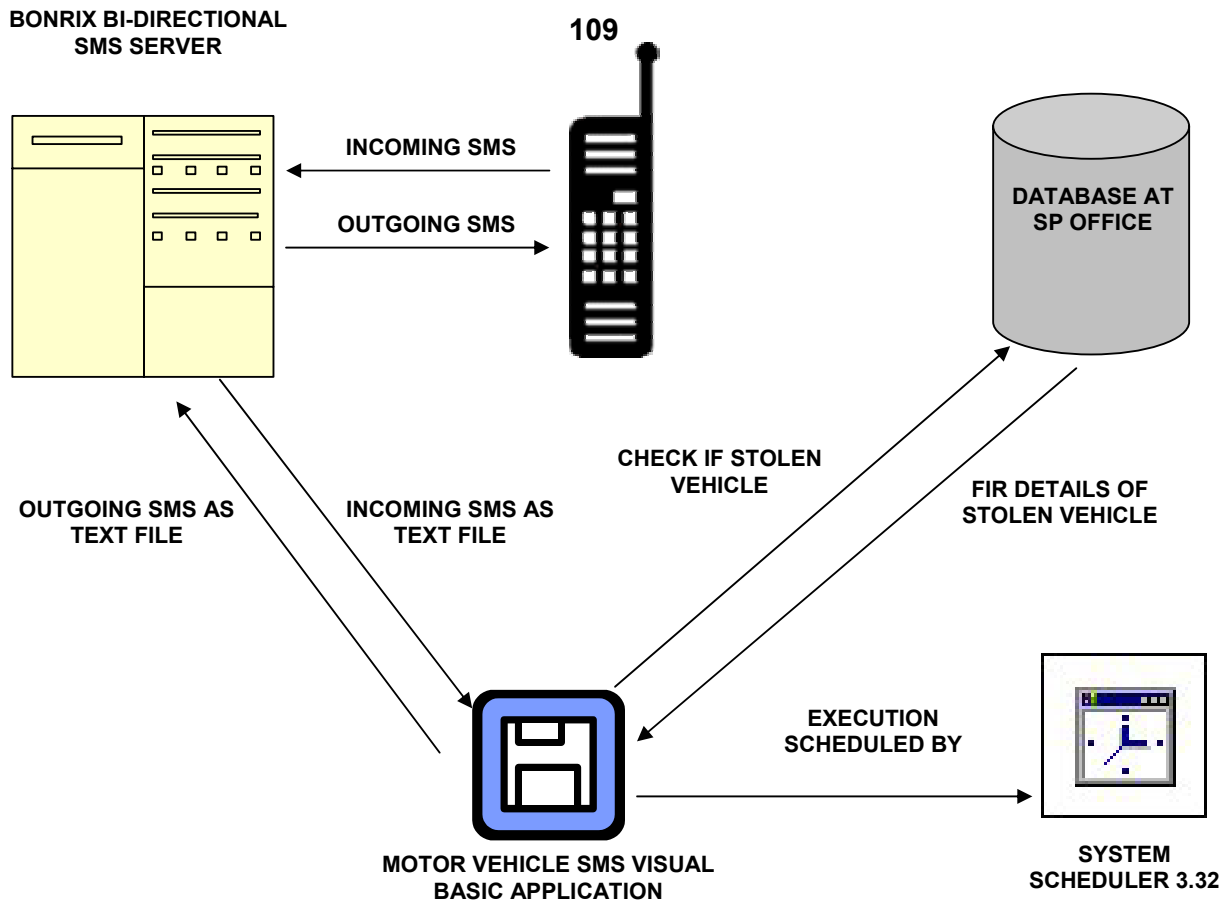 BONRIX BI-DIRECTIONAL
SMS SERVER
109
INCOMING SMS
OUTGOING SMS
DATABASE AT
SP OFFICE
CHECK IF STOLEN
VEHICLE
FIR DETAILS OF
STOLEN VEHICLE
OUTGOING SMS AS
TEXT FILE
INCOMING SMS AS
TEXT FILE
EXECUTION
SCHEDULED BY
MOTOR VEHICLE SMS VISUAL
BASIC APPLICATION
SYSTEM
SCHEDULER 3.32